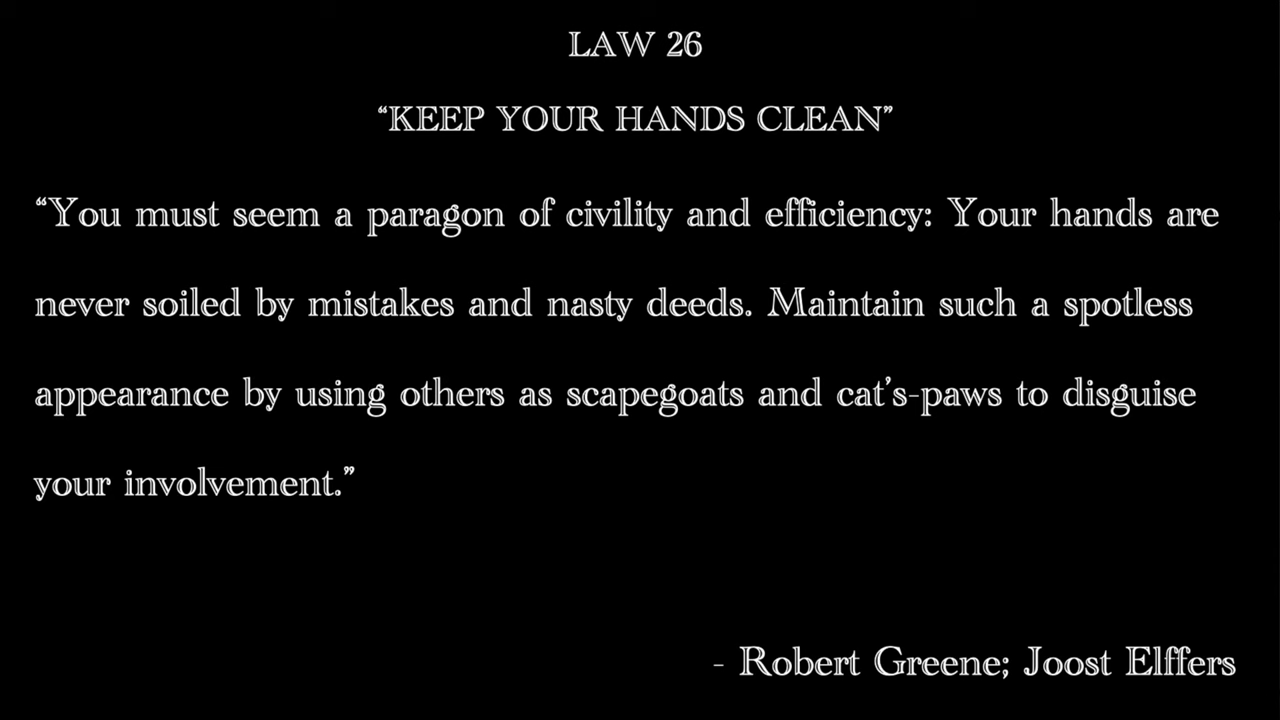 LAW 26
“KEEP YOUR HANDS CLEAN”
“You must seem a paragon of civility and efficiency: Your hands are
never soiled by mistakes and nasty deeds. Maintain such a spotless
appearance by using others as scapegoats and cat’s-paws to disguise
your involvement.”
- Robert Greene; Joost Elffers